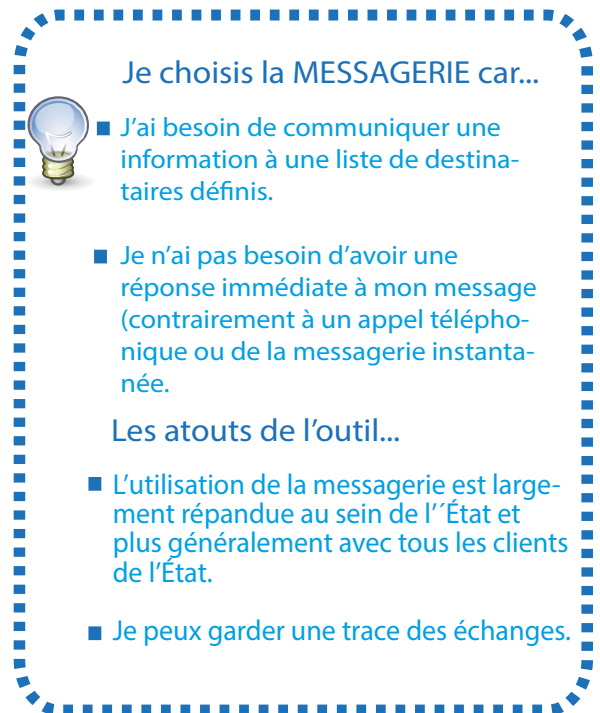 Je choisis la MESSAGERIE car...
J’ai besoin de communiquer une
information à une liste de destina-
taires définis.
Je n’ai pas besoin d’avoir une
réponse immédiate à mon message
(contrairement à un appel télépho-
nique ou de la messagerie instanta-
née.
Les atouts de l’outil...
L’utilisation de la messagerie est large-
ment répandue au sein de l’´État et
plus généralement avec tous les clients
de l’État.
Je peux garder une trace des échanges.